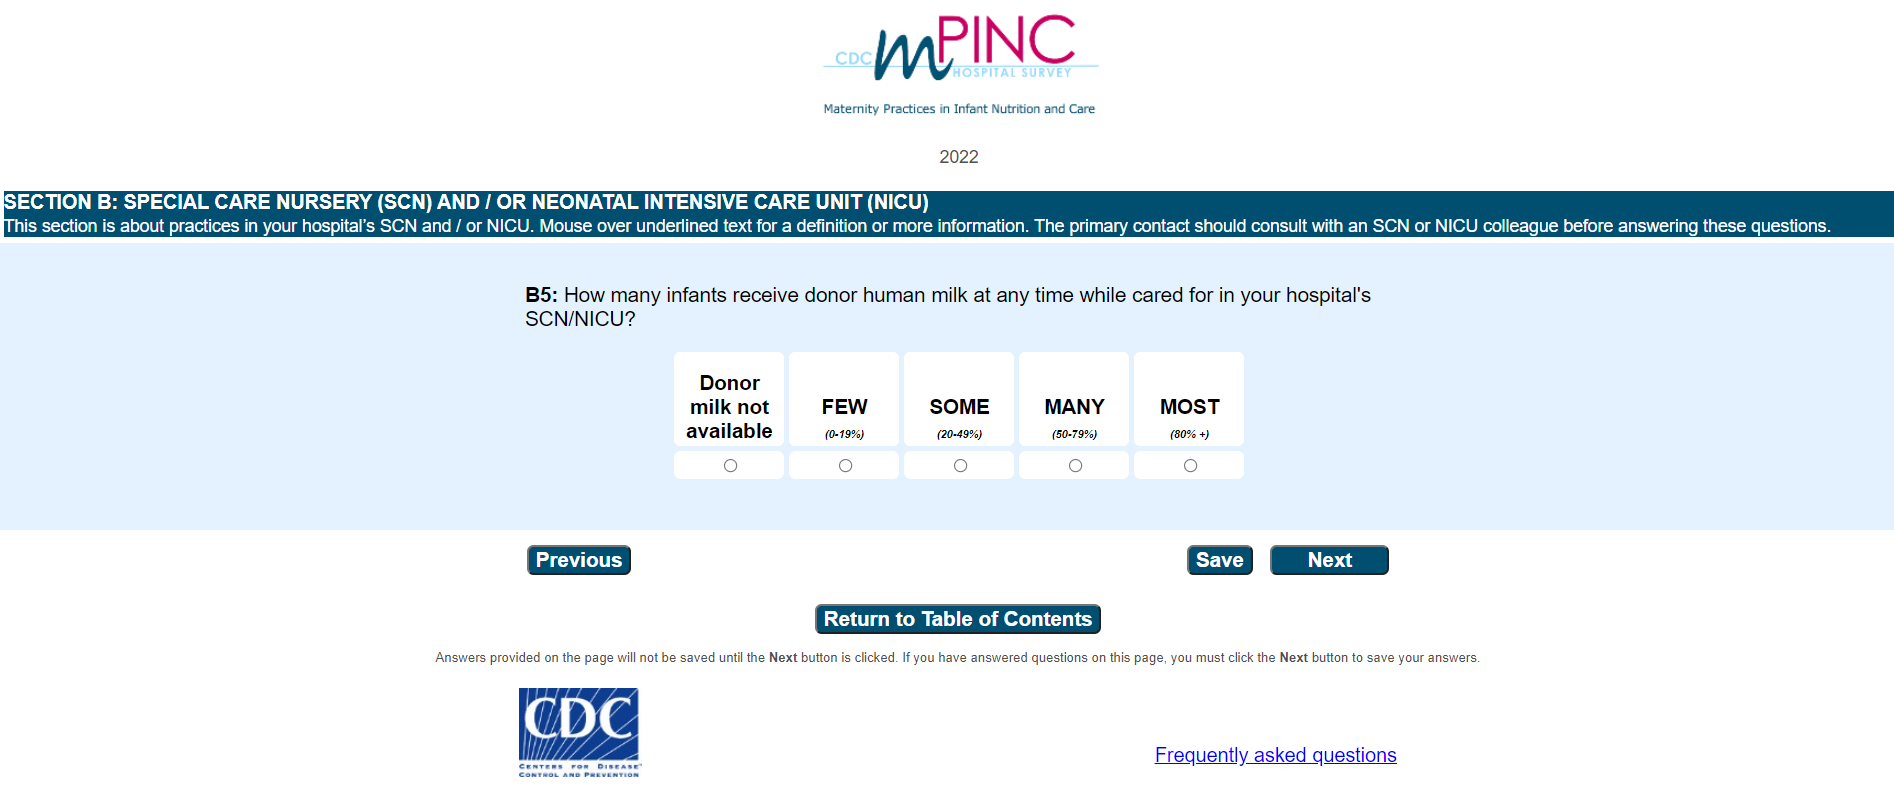 CDC mPINC
HOSPITAL SURVEY
Maternity Practices in Infant Nutrition and Care
2022
SECTION B: SPECIAL CARE NURSERY (SCN) AND / OR NEONATAL INTENSIVE CARE UNIT (NICU)
This section is about practices in your hospital's SCN and / or NICU. Mouse over underlined text for a definition or more information. The primary contact should consult with an SCN or NICU colleague before answering these questions.
B5: How many infants receive donor human milk at any time while cared for in your hospital's
SCN/NICU?
Donor
milk not
available
FEW
(0-19%)
SOME
(20-49%)
MANY
(50-79%)
MOST
(80% +)
Previous
Save
Next
Return to Table of Contents
Answers provided on the page will not be saved until the Next button is clicked. If you have answered questions on this page, you must click the Next button to save your answers.
CDC
CENTERS FOR DISEASE
CONTROL AND PREVENTION
Frequently asked questions